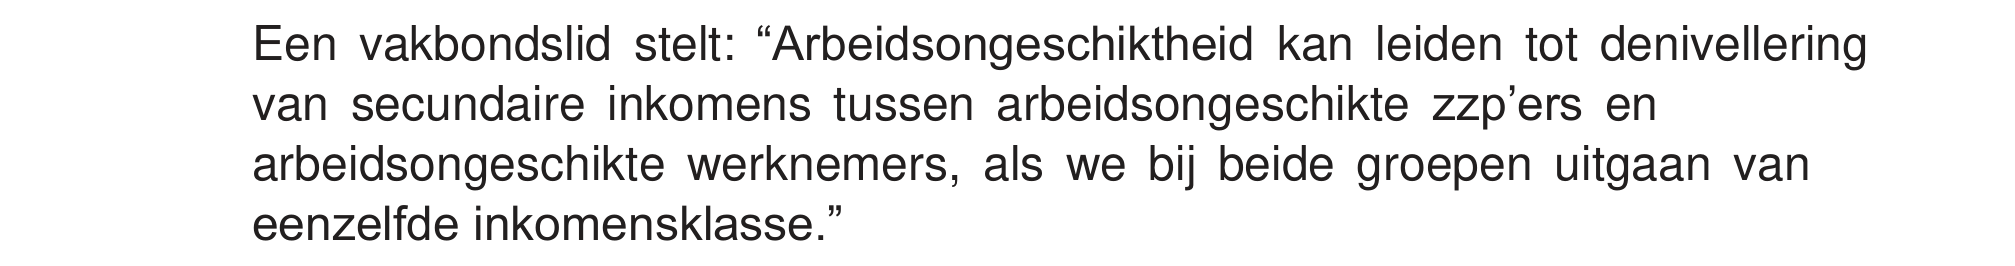 Een vakbondslid stelt: “Arbeidsongeschiktheid kan leiden tot denivellering
van secundaire inkomens tussen arbeidsongeschikte zzp’ers en
arbeidsongeschikte werknemers, als we bij beide groepen uitgaan van
eenzelfde inkomensklasse.”